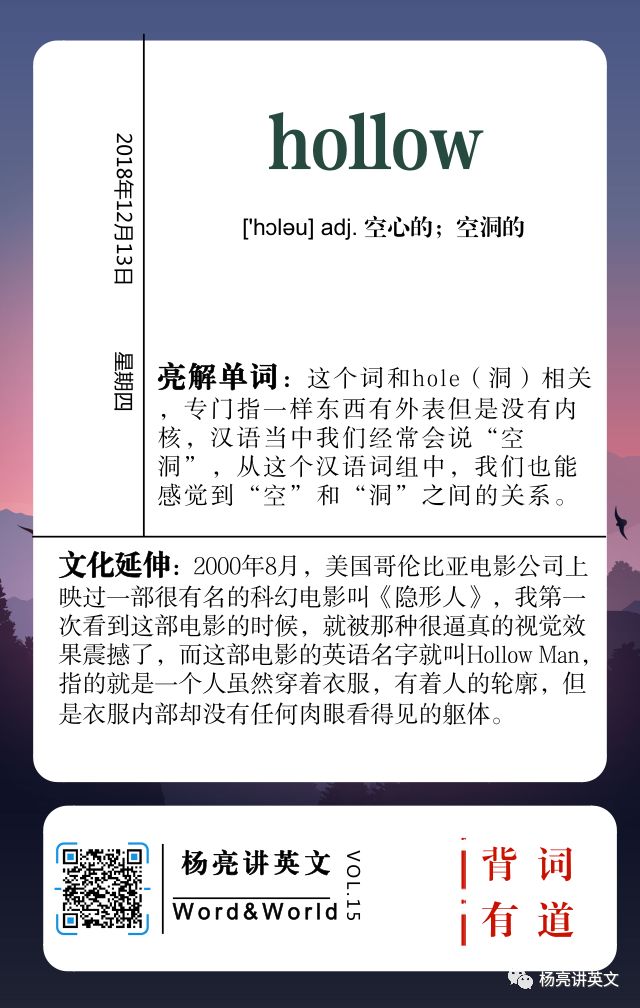 hollow
['hɔləu] adj. 空心的；空洞的
2018年12月13日
星期四
亮解单词：这个词和hole（洞）相关
，专门指一样东西有外表但是没有内
核，汉语当中我们经常会说“空
洞”，从这个汉语词组中，我们也能
感觉到“空”和“洞”之间的关系。
文化延伸：2000年8月，美国哥伦比亚电影公司上
映过一部很有名的科幻电影叫《隐形人》，我第一
次看到这部电影的时候，就被那种很逼真的视觉效
果震撼了，而这部电影的英语名字就叫Hollow Man，
指的就是一个人虽然穿着衣服，有着人的轮廓，但
是衣服内部却没有任何肉眼看得见的躯体。
杨亮讲英文
Word&World
VOL.15
背词
有道
杨亮讲英文